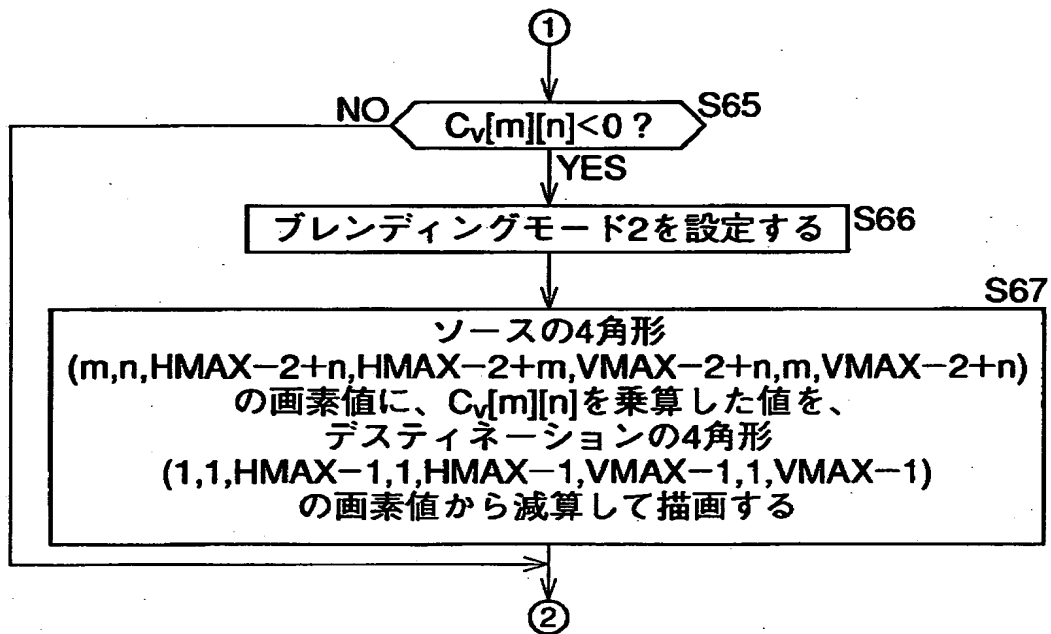 ①
NO
Cv[m][n]<0 ?
S65
YES
ブレンディングモード2を設定する
S66
S67
ソースの4角形
(m,n,HMAX−2+n,HMAX−2+m,VMAX−2+n,m,VMAX−2+n)
の画素値に、Cv[m][n]を乗算した値を、
デスティネーションの4角形
(1,1,HMAX−1,1,HMAX−1,VMAX−1,1,VMAX−1)
の画素値から減算して描画する
②